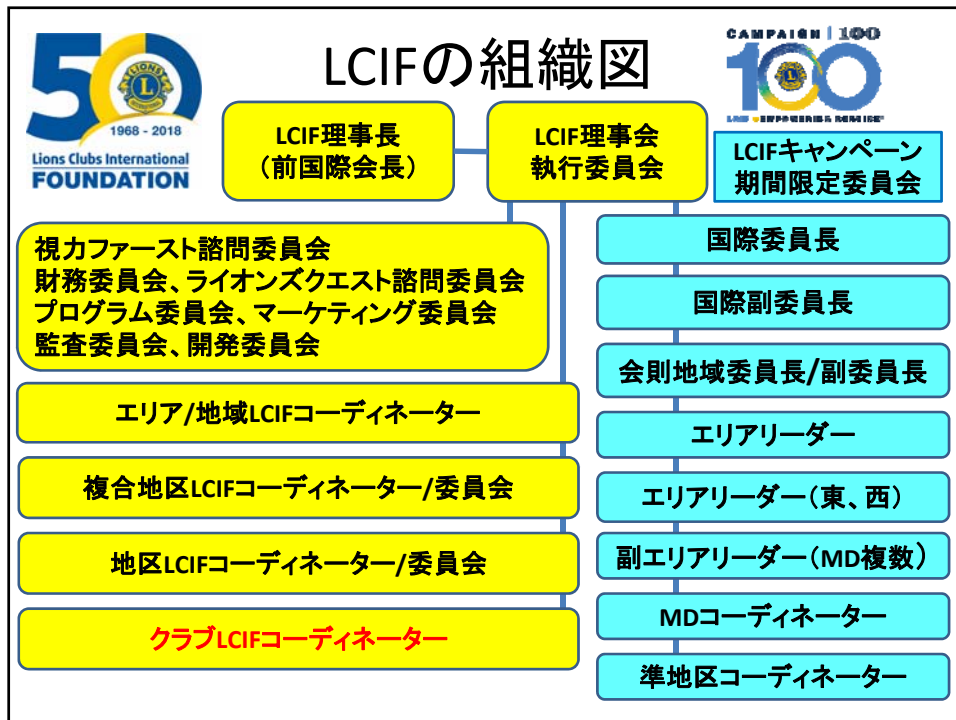 50
LIONS
INTERNATIONAL
1968 - 2018
Lions Clubs International
FOUNDATION
LCIFの組織図
CAMPAIGN | 100
100
LCIF理事長
（前国際会長）
LCIF理事会
執行委員会
LCIFキャンペーン
期間限定委員会
視力ファースト諮問委員会
財務委員会、ライオンズクエスト諮問委員会
プログラム委員会、マーケティング委員会
監査委員会、開発委員会
エリア/地域LCIFコーディネーター
複合地区LCIFコーディネーター/委員会
地区LCIFコーディネーター/委員会
クラブLCIFコーディネーター
国際委員長
国際副委員長
会則地域委員長/副委員長
エリアリーダー
エリアリーダー（東、西）
副エリアリーダー（MD複数）
MDコーディネーター
準地区コーディネーター